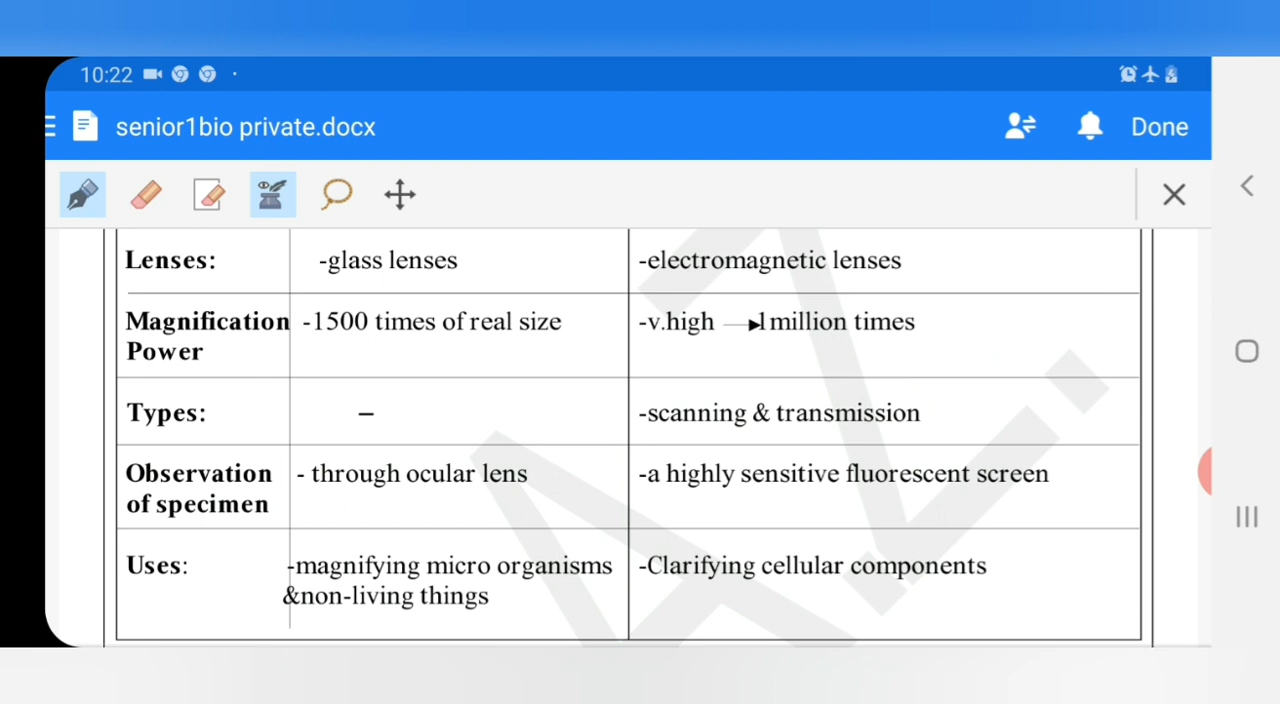 10:22
senior1bio private.docx
Done
Lenses: -glass lenses -electromagnetic lenses
Magnification -1500 times of real size -v.high 1million times
Power
Types: – -scanning & transmission
Observation - through ocular lens -a highly sensitive fluorescent screen
of specimen
Uses: -magnifying micro organisms -Clarifying cellular components
&non-living things
AZ.